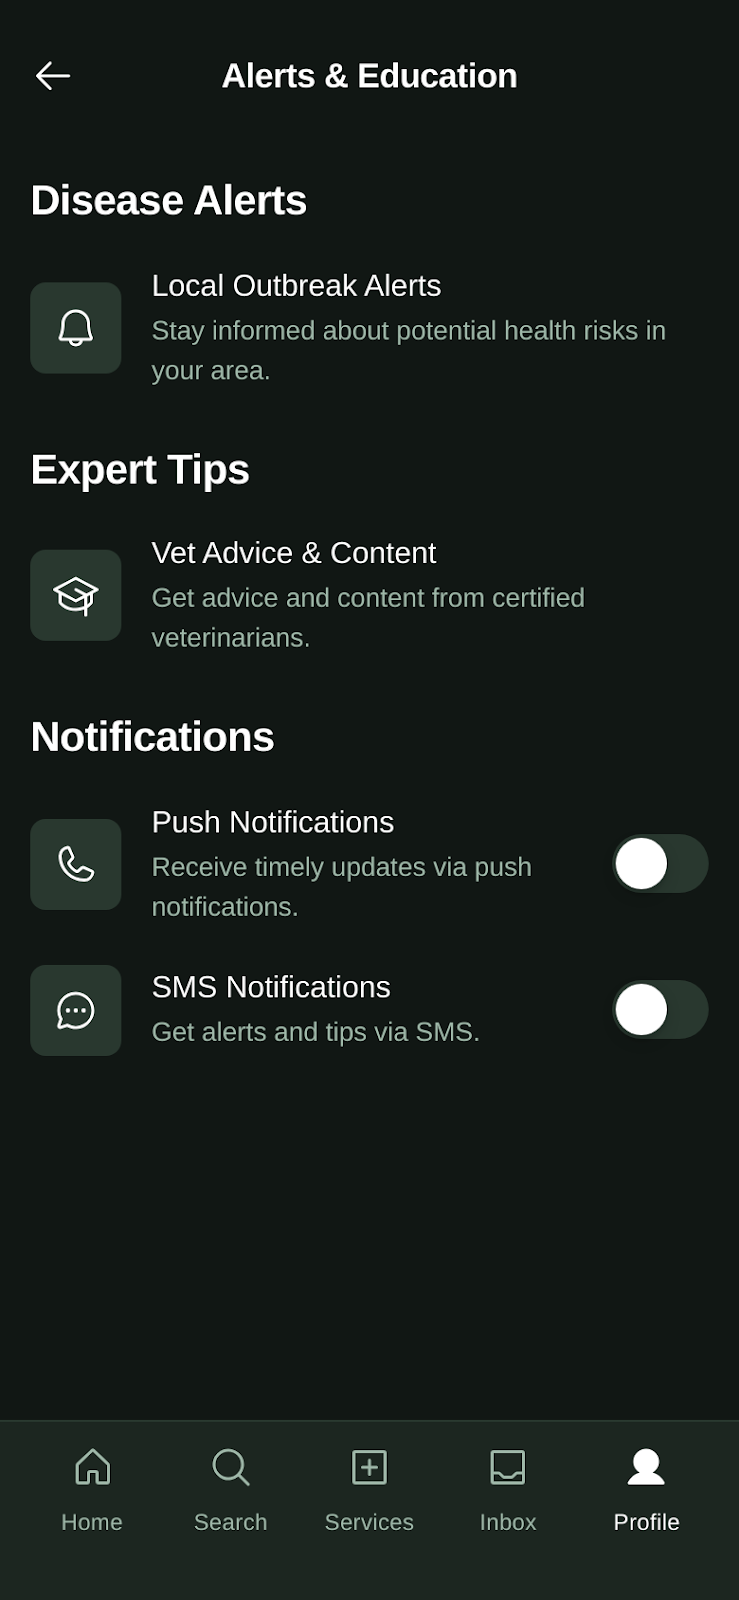 Alerts & Education
Disease Alerts
Local Outbreak Alerts
Stay informed about potential health risks in
your area.
Expert Tips
Vet Advice & Content
Get advice and content from certified
veterinarians.
Notifications
Push Notifications
Receive timely updates via push
notifications.
SMS Notifications
Get alerts and tips via SMS.
Home
Search
Services
Inbox
Profile